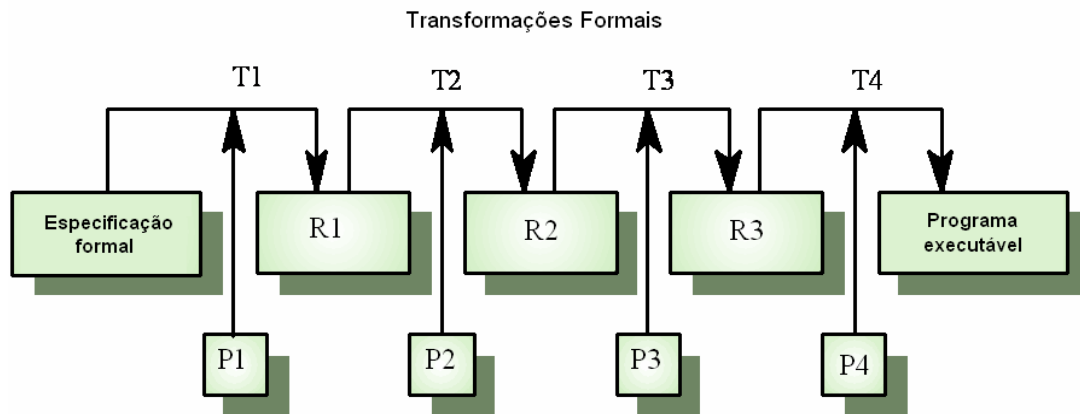 Transformações Formais
T1
T2
T3
T4
Especificação
formal
R1
R2
R3
Programa
executável
P1
P2
P3
P4